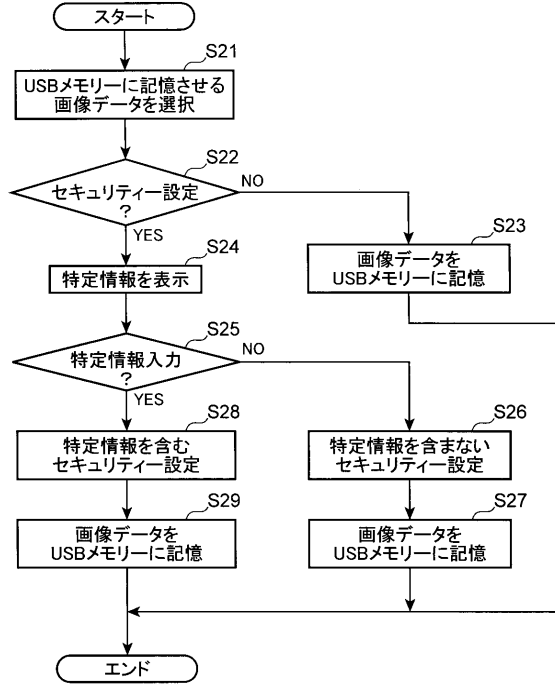 スタート
S21
USBメモリーに記憶させる
画像データを選択
S22
セキュリティー設定
?
NO
YES
S23
画像データを
USBメモリーに記憶
S24
特定情報を表示
S25
特定情報入力
?
NO
YES
S28
特定情報を含む
セキュリティー設定
S26
特定情報を含まない
セキュリティー設定
S29
画像データを
USBメモリーに記憶
S27
画像データを
USBメモリーに記憶
エンド